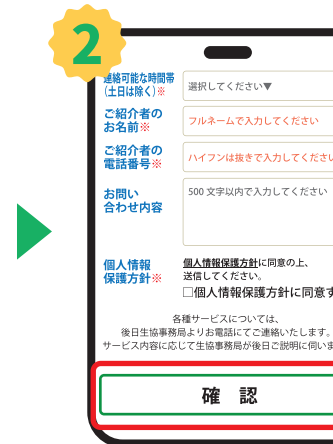 2
連絡可能な時間帯
(土日は除く)※
選択してください▼
ご紹介者の
お名前※
フルネームで入力してください
ご紹介者の
電話番号※
ハイフンは抜きで入力してください
お問い
合わせ内容
500 文字以内で入力してください
個人情報
保護方針※
個人情報保護方針に同意の上、
送信してください。
□個人情報保護方針に同意す
各種サービスについては、
後日生協事務局よりお電話にてご連絡いたします。
サービス内容に応じて生協事務局が後日ご説明に伺いま
確 認